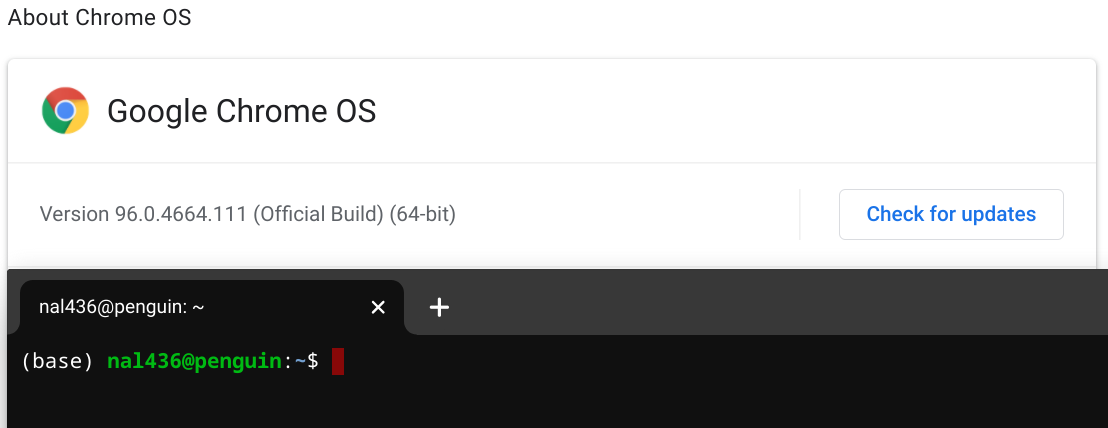 About Chrome OS
Google Chrome OS
Version 96.0.4664.111 (Official Build) (64-bit)
Check for updates
nal436@penguin: ~
(base) nal436@penguin:~$